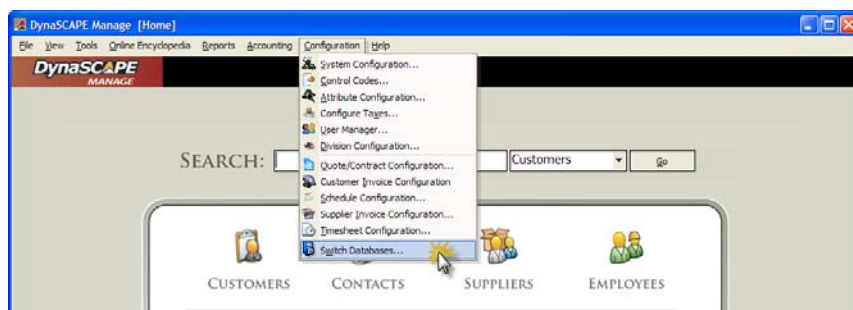 DynaSCAPE Manage [Home]
File View Tools Online Encyclopedia Reports Accounting Configuration Help
DynaSCAPE
MANAGE
System Configuration...
Control Codes...
Attribute Configuration...
Configure Taxes...
User Manager...
Division Configuration...
Quote/Contract Configuration...
Customer Invoice Configuration
Schedule Configuration...
Supplier Invoice Configuration...
Timesheet Configuration...
Switch Databases...
SEARCH: Customers Go
CUSTOMERS CONTACTS SUPPLIERS EMPLOYEES